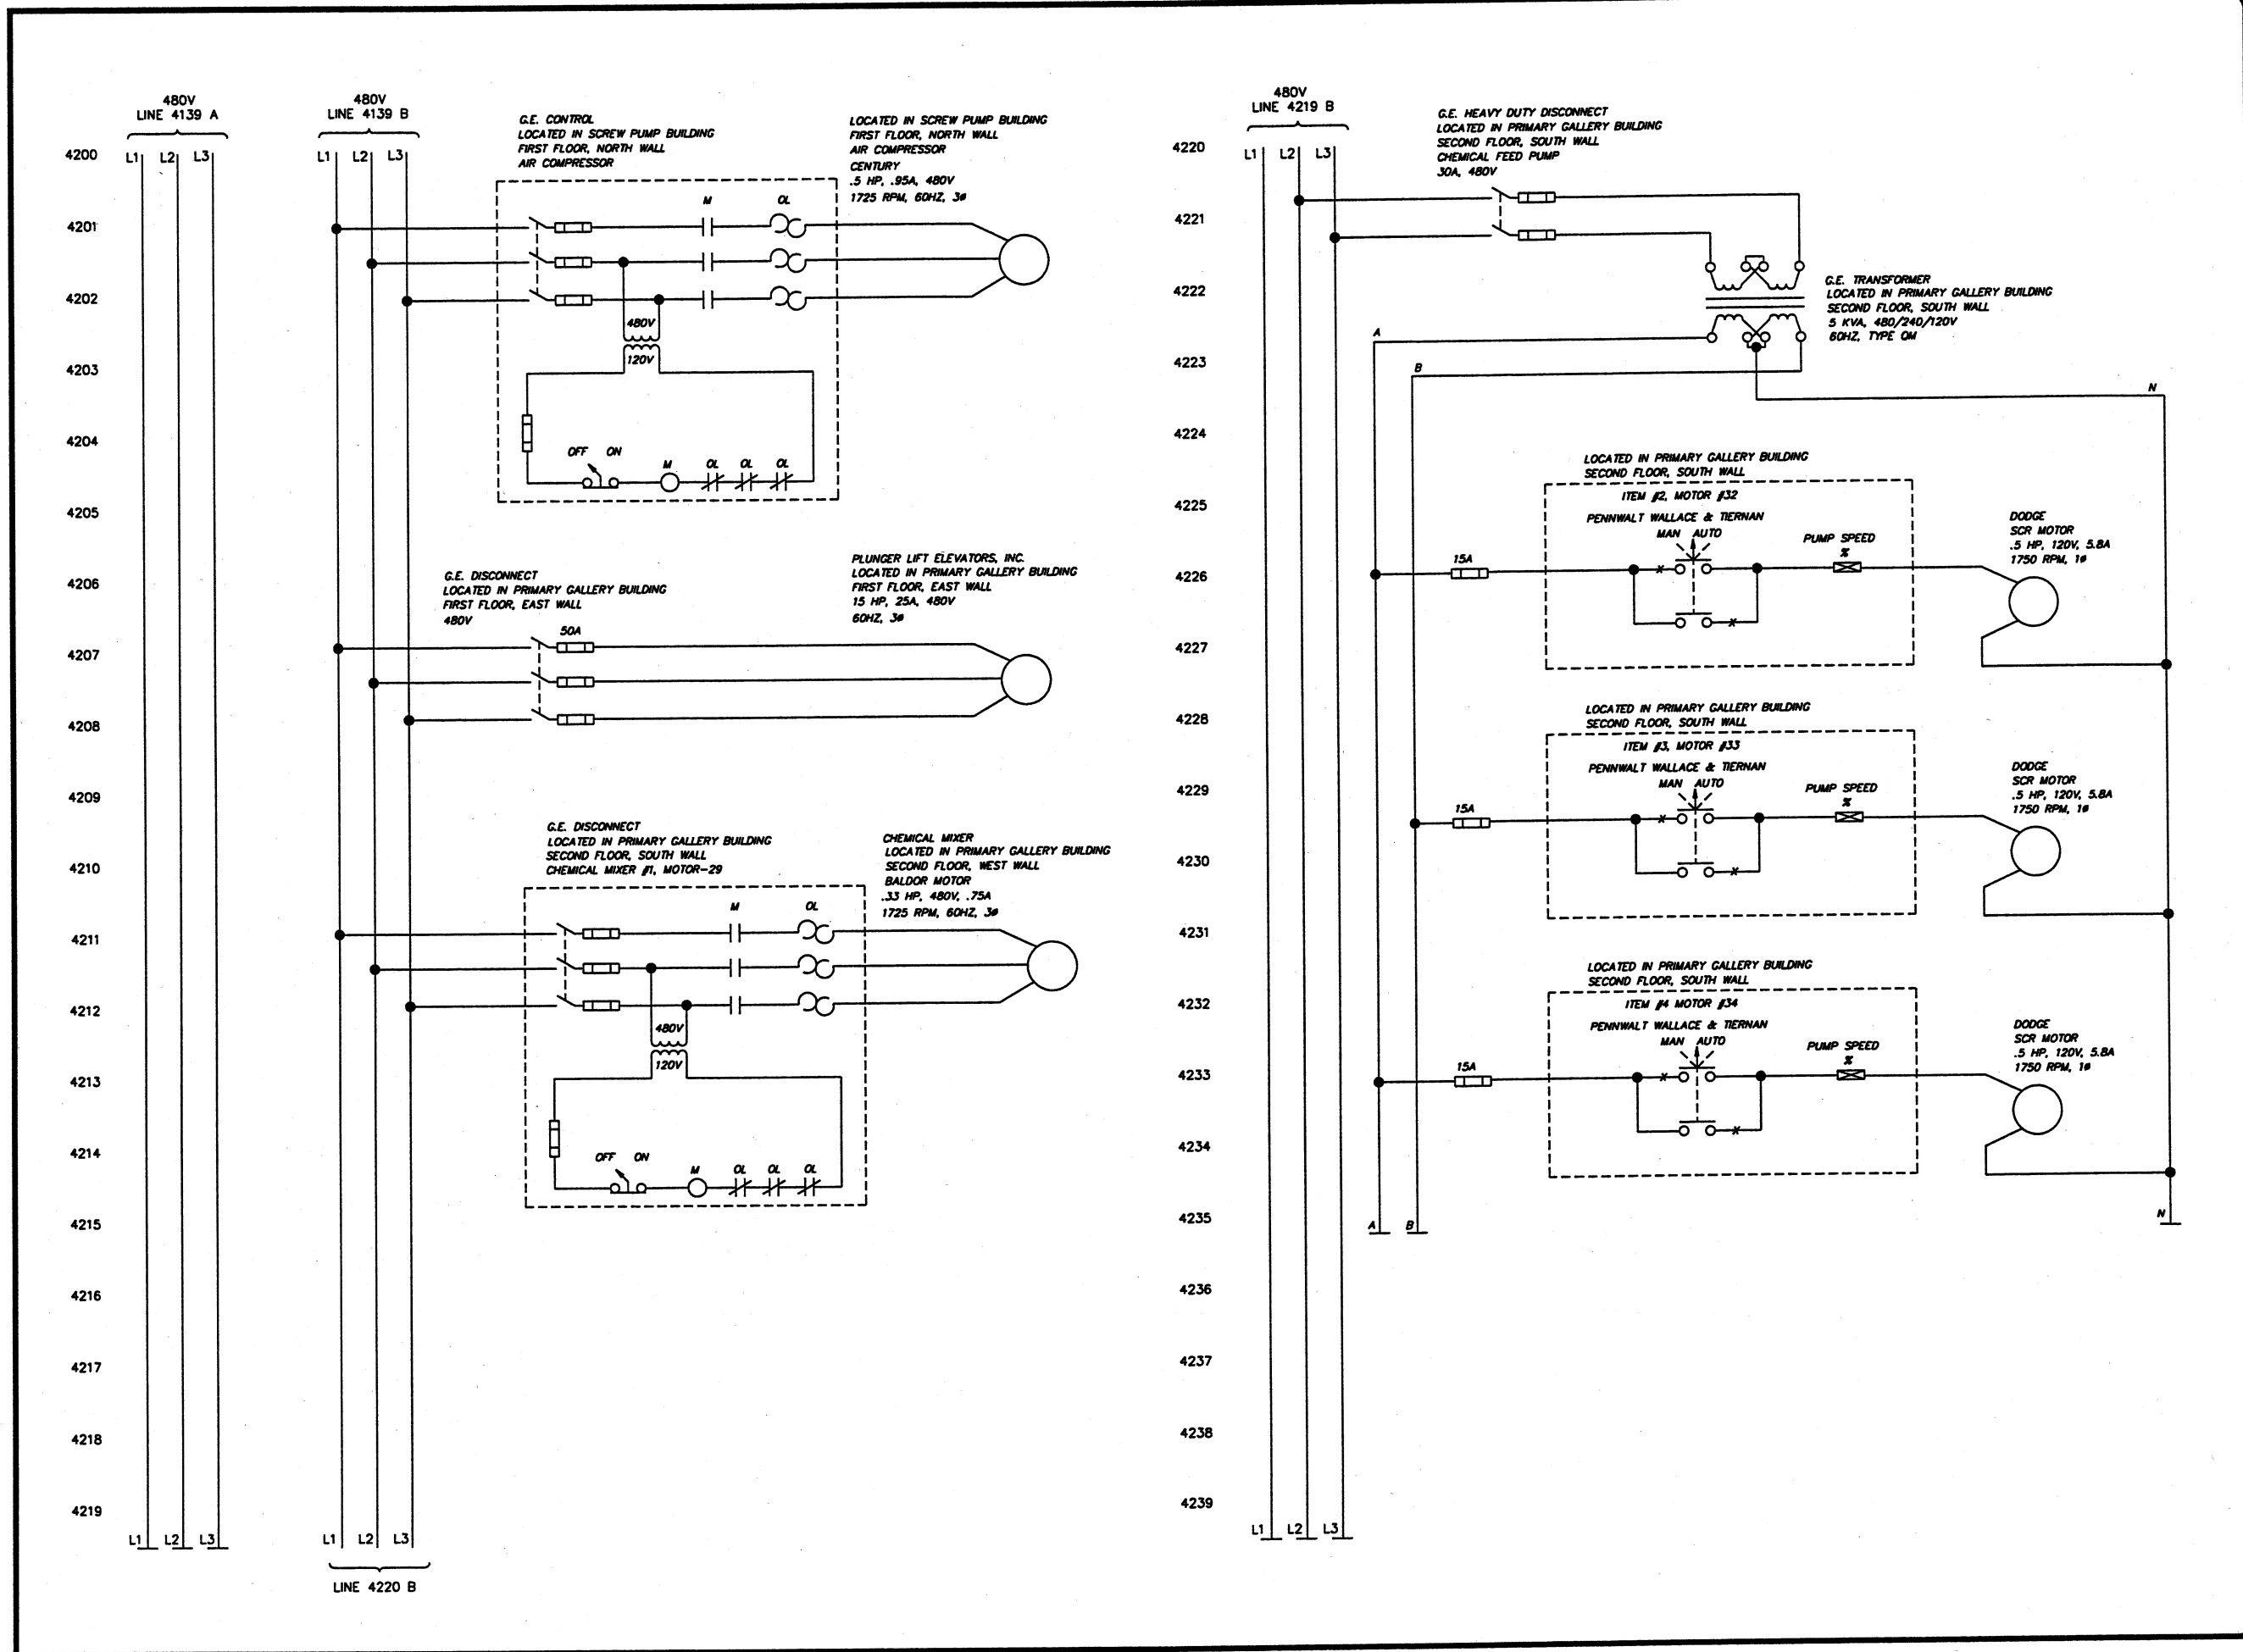 480V
LINE 4139 A
480V
LINE 4139 B
L1 L2 L3
L1 L2 L3
4200
4201
4202
4203
4204
4205
4206
4207
4208
4209
4210
4211
4212
4213
4214
4215
4216
4217
4218
4219
G.E. CONTROL
LOCATED IN SCREW PUMP BUILDING
FIRST FLOOR, NORTH WALL
AIR COMPRESSOR
LOCATED IN SCREW PUMP BUILDING
FIRST FLOOR, NORTH WALL
AIR COMPRESSOR
CENTURY
.5 HP, .95A, 480V
1725 RPM, 60HZ, 3ø
M OL
480V
120V
OFF ON
M OL OL OL
G.E. DISCONNECT
LOCATED IN PRIMARY GALLERY BUILDING
FIRST FLOOR, EAST WALL
480V
50A
PLUNGER LIFT ELEVATORS, INC.
LOCATED IN PRIMARY GALLERY BUILDING
FIRST FLOOR, EAST WALL
15 HP, 25A, 480V
60HZ, 3ø
G.E. DISCONNECT
LOCATED IN PRIMARY GALLERY BUILDING
SECOND FLOOR, SOUTH WALL
CHEMICAL MIXER #1, MOTOR-29
CHEMICAL MIXER
LOCATED IN PRIMARY GALLERY BUILDING
SECOND FLOOR, WEST WALL
BALDOR MOTOR
.33 HP, 480V, .75A
1725 RPM, 60HZ, 3ø
M OL
480V
120V
OFF ON
M OL OL OL
L1 L2 L3
L1 L2 L3
LINE 4220 B
480V
LINE 4219 B
L1 L2 L3
4220
4221
4222
4223
4224
4225
4226
4227
4228
4229
4230
4231
4232
4233
4234
4235
4236
4237
4238
4239
G.E. HEAVY DUTY DISCONNECT
LOCATED IN PRIMARY GALLERY BUILDING
SECOND FLOOR, SOUTH WALL
CHEMICAL FEED PUMP
30A, 480V
G.E. TRANSFORMER
LOCATED IN PRIMARY GALLERY BUILDING
SECOND FLOOR, SOUTH WALL
5 KVA, 480/240/120V
60HZ, TYPE QM
A
B
N
LOCATED IN PRIMARY GALLERY BUILDING
SECOND FLOOR, SOUTH WALL
ITEM #2, MOTOR #32
PENNWALT WALLACE & TIERNAN
MAN AUTO
PUMP SPEED
%
15A
DODGE
SCR MOTOR
.5 HP, 120V, 5.8A
1750 RPM, 1ø
LOCATED IN PRIMARY GALLERY BUILDING
SECOND FLOOR, SOUTH WALL
ITEM #3, MOTOR #33
PENNWALT WALLACE & TIERNAN
MAN AUTO
PUMP SPEED
%
15A
DODGE
SCR MOTOR
.5 HP, 120V, 5.8A
1750 RPM, 1ø
LOCATED IN PRIMARY GALLERY BUILDING
SECOND FLOOR, SOUTH WALL
ITEM #4 MOTOR #34
PENNWALT WALLACE & TIERNAN
MAN AUTO
PUMP SPEED
%
15A
DODGE
SCR MOTOR
.5 HP, 120V, 5.8A
1750 RPM, 1ø
A B N
L1 L2 L3